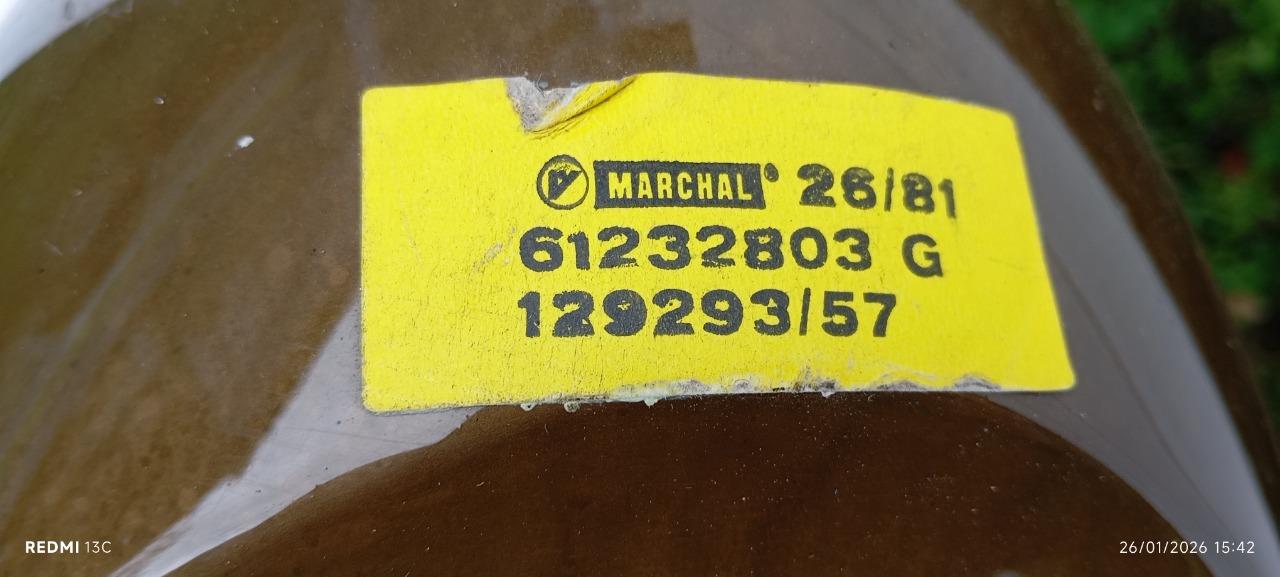 MARCHAL 26/81
61232803 G
129293/57
REDMI 13C
26/01/2026 15:42